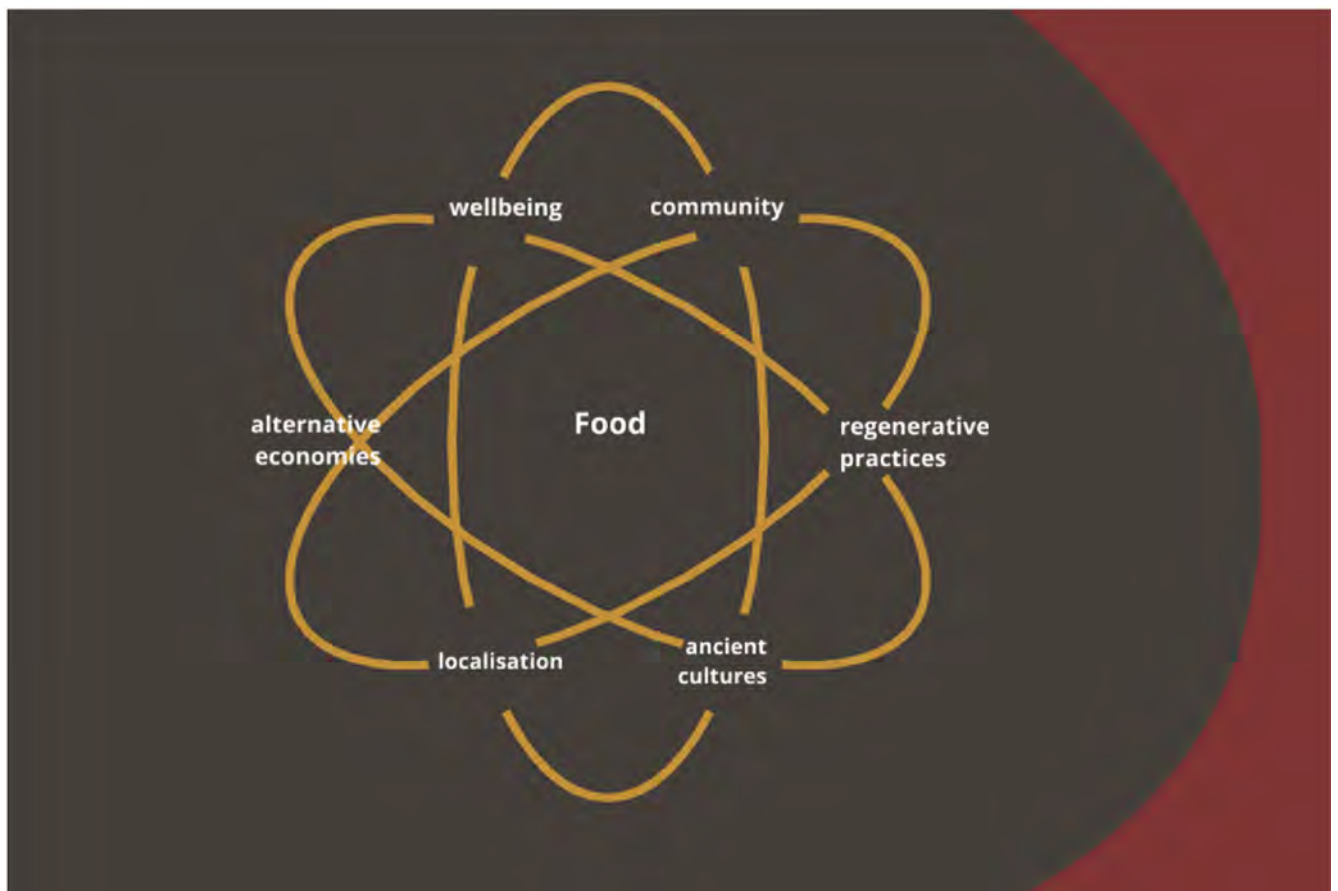 wellbeing
community
Food
alternative
economies
regenerative
practices
localisation
ancient
cultures